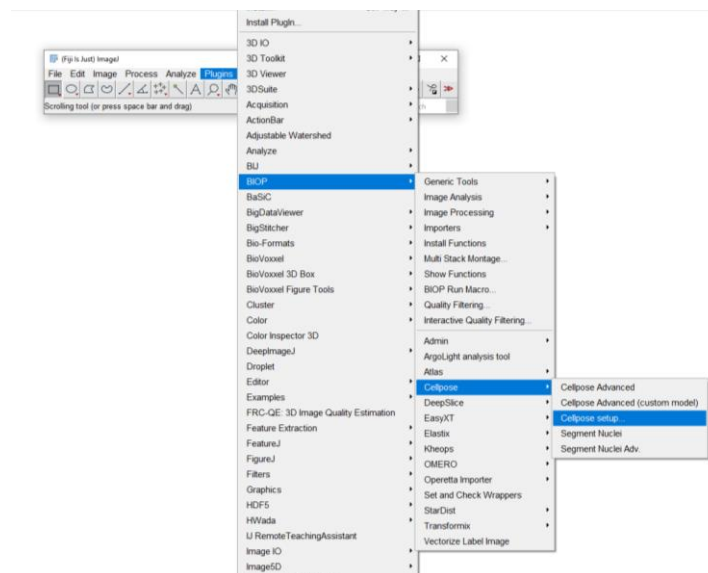 Install PlugIn...
3D IO
(Fiji Is Just) ImageJ
3D Toolkit
File Edit Image Process Analyze Plugins
3D Viewer
3DSuite
Scrolling tool (or press space bar and drag)
Acquisition
ActionBar
Adjustable Watershed
Analyze
BIJ
BIOP
BaSiC
BigDataViewer
BigStitcher
Bio-Formats
BioVoxxel
BioVoxxel 3D Box
BioVoxxel Figure Tools
Cluster
Color
Color Inspector 3D
DeepImageJ
Droplet
Editor
Examples
FRC-QE: 3D Image Quality Estimation
Feature Extraction
FeatureJ
FigureJ
Filters
Graphics
HDF5
HWada
IJ RemoteTeachingAssistant
Image IO
Image5D
Generic Tools
Image Analysis
Image Processing
Importers
Install Functions
Multi Stack Montage...
Show Functions
BIOP Run Macro...
Quality Filtering...
Interactive Quality Filtering...
Admin
ArgoLight analysis tool
Atlas
Cellpose
DeepSlice
EasyXT
Elastix
Kheops
OMERO
Operetta Importer
Set and Check Wrappers
StarDist
Transformix
Vectorize Label Image
Cellpose Advanced
Cellpose Advanced (custom model)
Cellpose setup...
Segment Nuclei
Segment Nuclei Adv.